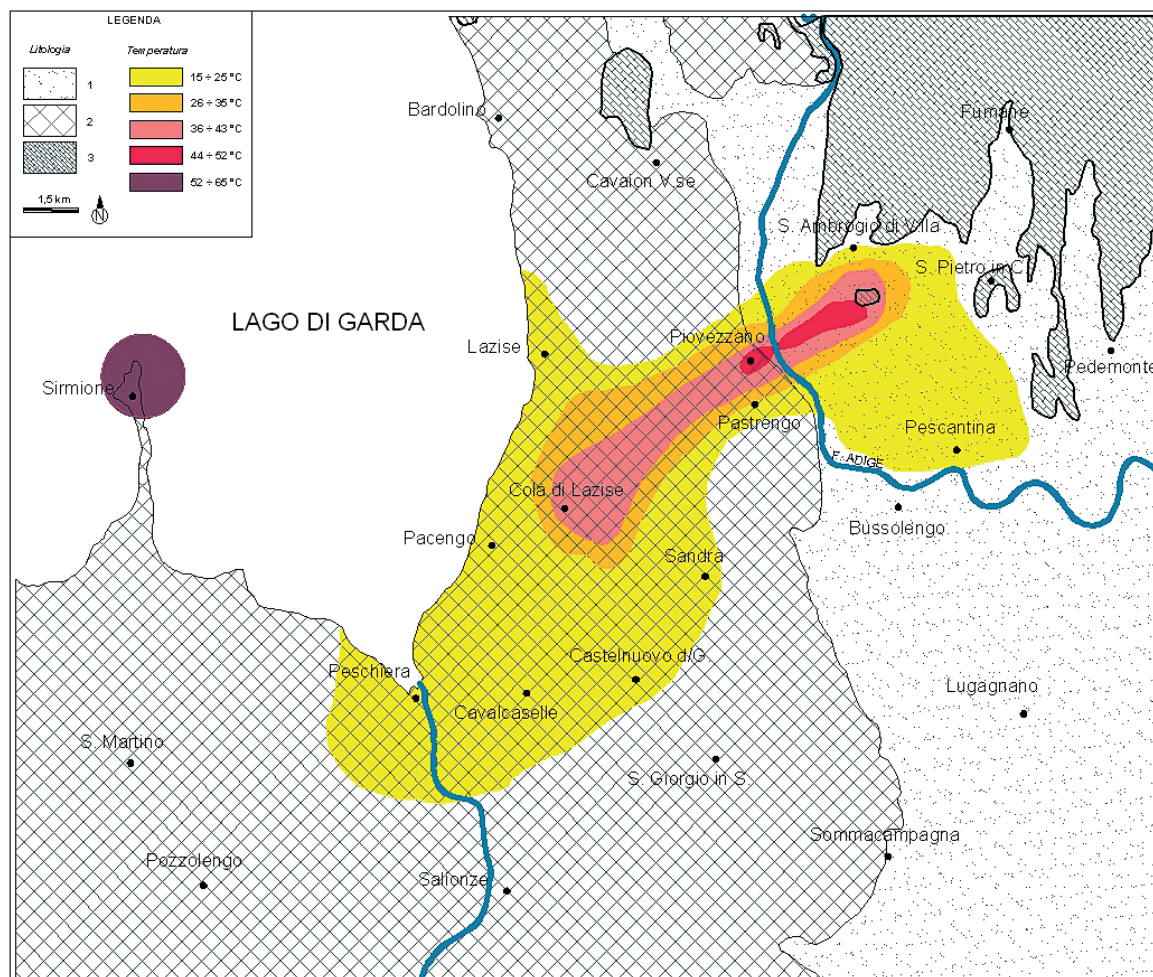 LEGENDA
Litologia
Temperatura
1
15 ÷ 25 °C
2
26 ÷ 35 °C
3
36 ÷ 43 °C
44 ÷ 52 °C
52 ÷ 65 °C
1,5 km
N
Bardolino
Fumane
Cavaion V.se
S. Ambrogio di Villa
S. Pietro in C.
LAGO DI GARDA
Piovezzano
Lazise
Pedemonte
Sirmione
Pastrengo
Pescantina
F. ADIGE
Colà di Lazise
Bussolengo
Pacengo
Sandra
Castelnuovo d/G.
Peschiera
Lugagnano
Cavalcaselle
S. Martino
S. Giorgio in S.
Sommacampagna
Pozzolengo
Salionze